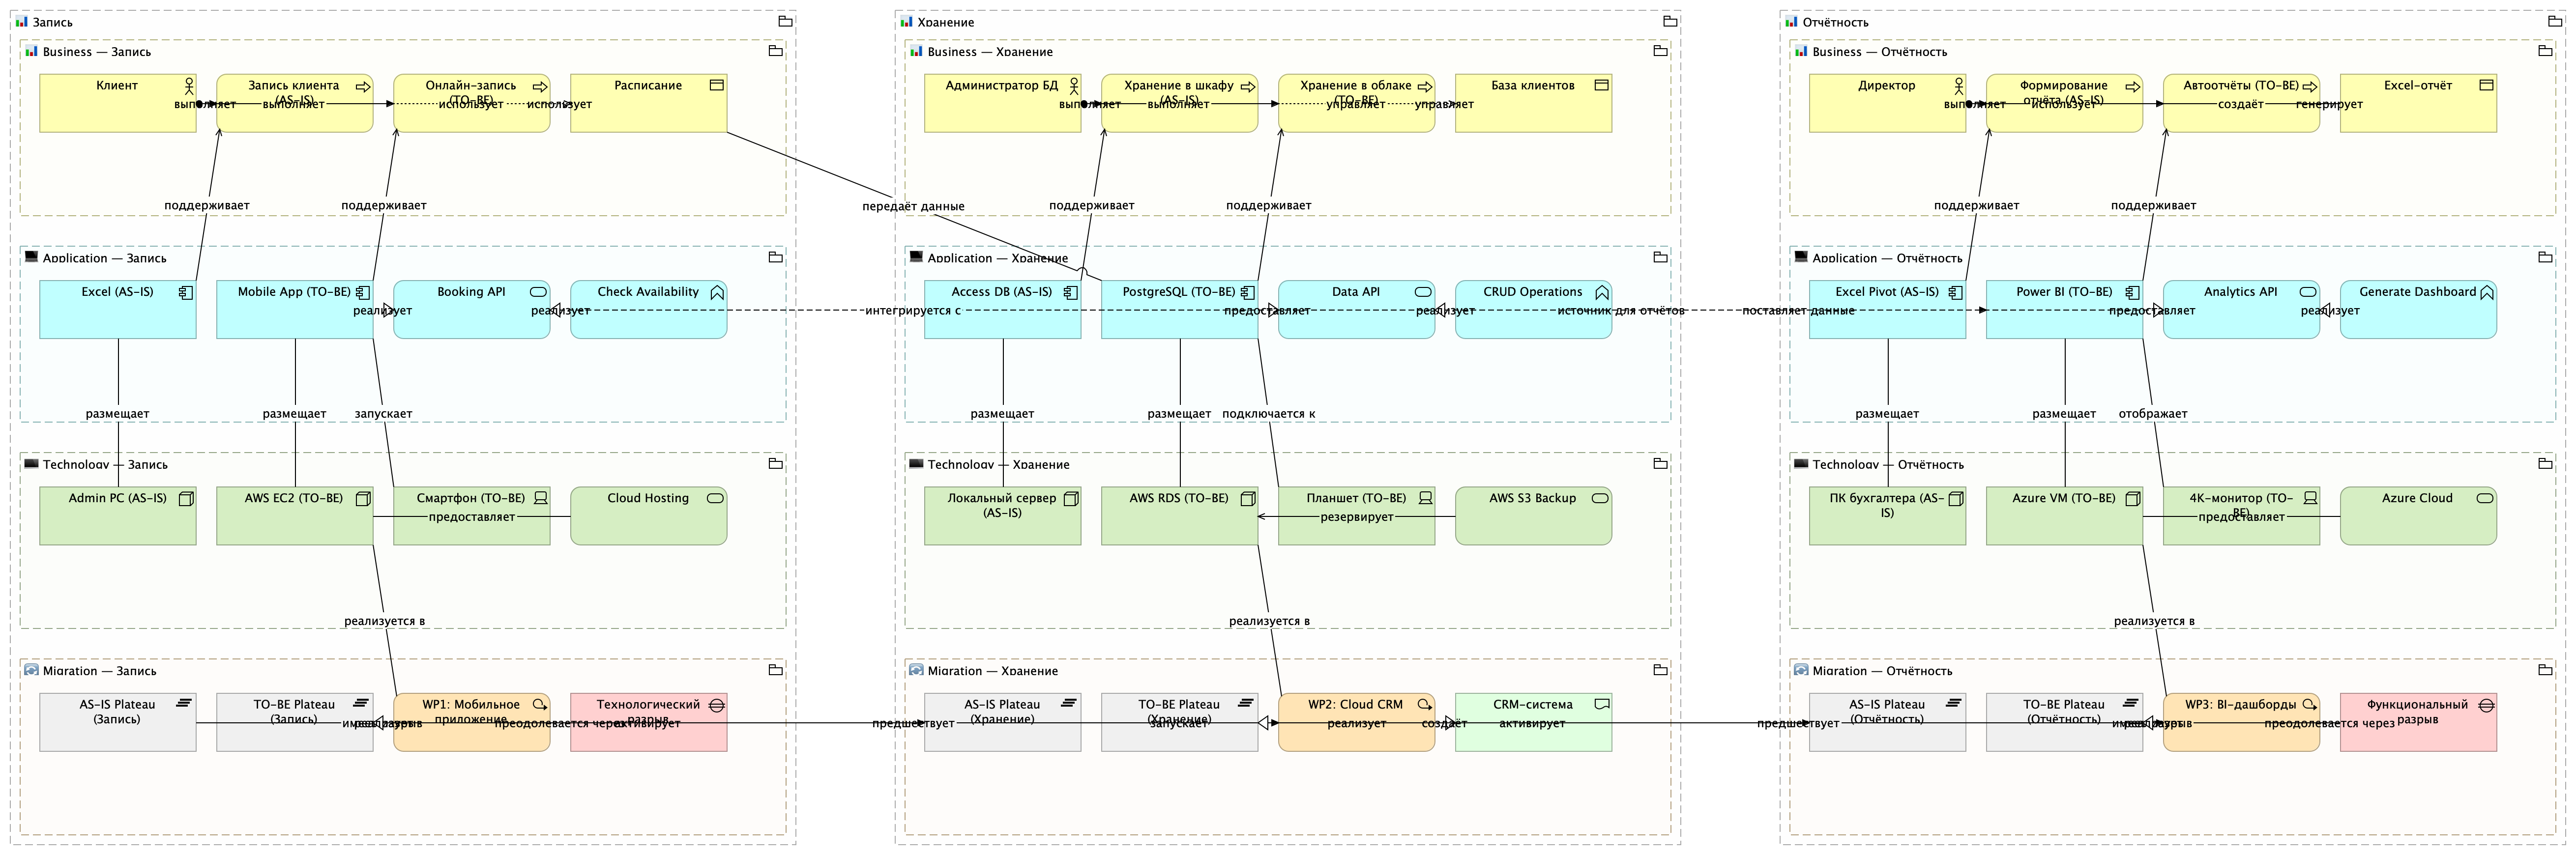 Запись
Business — Запись
Клиент
Запись клиента
(AS-IS)
Онлайн-запись
(TO-BE)
Расписание
выполняет
выполняет
использует
использует
поддерживает
поддерживает
Application — Запись
Excel (AS-IS)
Mobile App (TO-BE)
Booking API
Check Availability
реализует
реализует
размещает
размещает
запускает
Technology — Запись
Admin PC (AS-IS)
AWS EC2 (TO-BE)
Смартфон (TO-BE)
Cloud Hosting
предоставляет
реализуется в
Migration — Запись
AS-IS Plateau
(Запись)
TO-BE Plateau
(Запись)
WP1: Мобильное
приложение
Технологический
разрыв
преодолевается через
активирует
передаёт данные
интегрируется с
предшествует
Хранение
Business — Хранение
Администратор БД
Хранение в шкафу
(AS-IS)
Хранение в облаке
(TO-BE)
База клиентов
выполняет
выполняет
управляет
управляет
поддерживает
поддерживает
Application — Хранение
Access DB (AS-IS)
PostgreSQL (TO-BE)
Data API
CRUD Operations
предоставляет
реализует
источник для отчётов
размещает
размещает
подключается к
Technology — Хранение
Локальный сервер
(AS-IS)
AWS RDS (TO-BE)
Планшет (TO-BE)
AWS S3 Backup
резервирует
реализуется в
Migration — Хранение
AS-IS Plateau
(Хранение)
TO-BE Plateau
(Хранение)
WP2: Cloud CRM
CRM-система
запускает
реализует
создаёт
активирует
поставляет данные
предшествует
Отчётность
Business — Отчётность
Директор
Формирование
отчёта (AS-IS)
Автоотчёты (TO-BE)
Excel-отчёт
выполняет
использует
создаёт
генерирует
поддерживает
поддерживает
Application — Отчётность
Excel Pivot (AS-IS)
Power BI (TO-BE)
Analytics API
Generate Dashboard
предоставляет
реализует
размещает
размещает
отображает
Technology — Отчётность
ПК бухгалтера (AS-
IS)
Azure VM (TO-BE)
4K-монитор (TO-
BE)
Azure Cloud
предоставляет
реализуется в
Migration — Отчётность
AS-IS Plateau
(Отчётность)
TO-BE Plateau
(Отчётность)
WP3: BI-дашборды
Функциональный
разрыв
преодолевается через